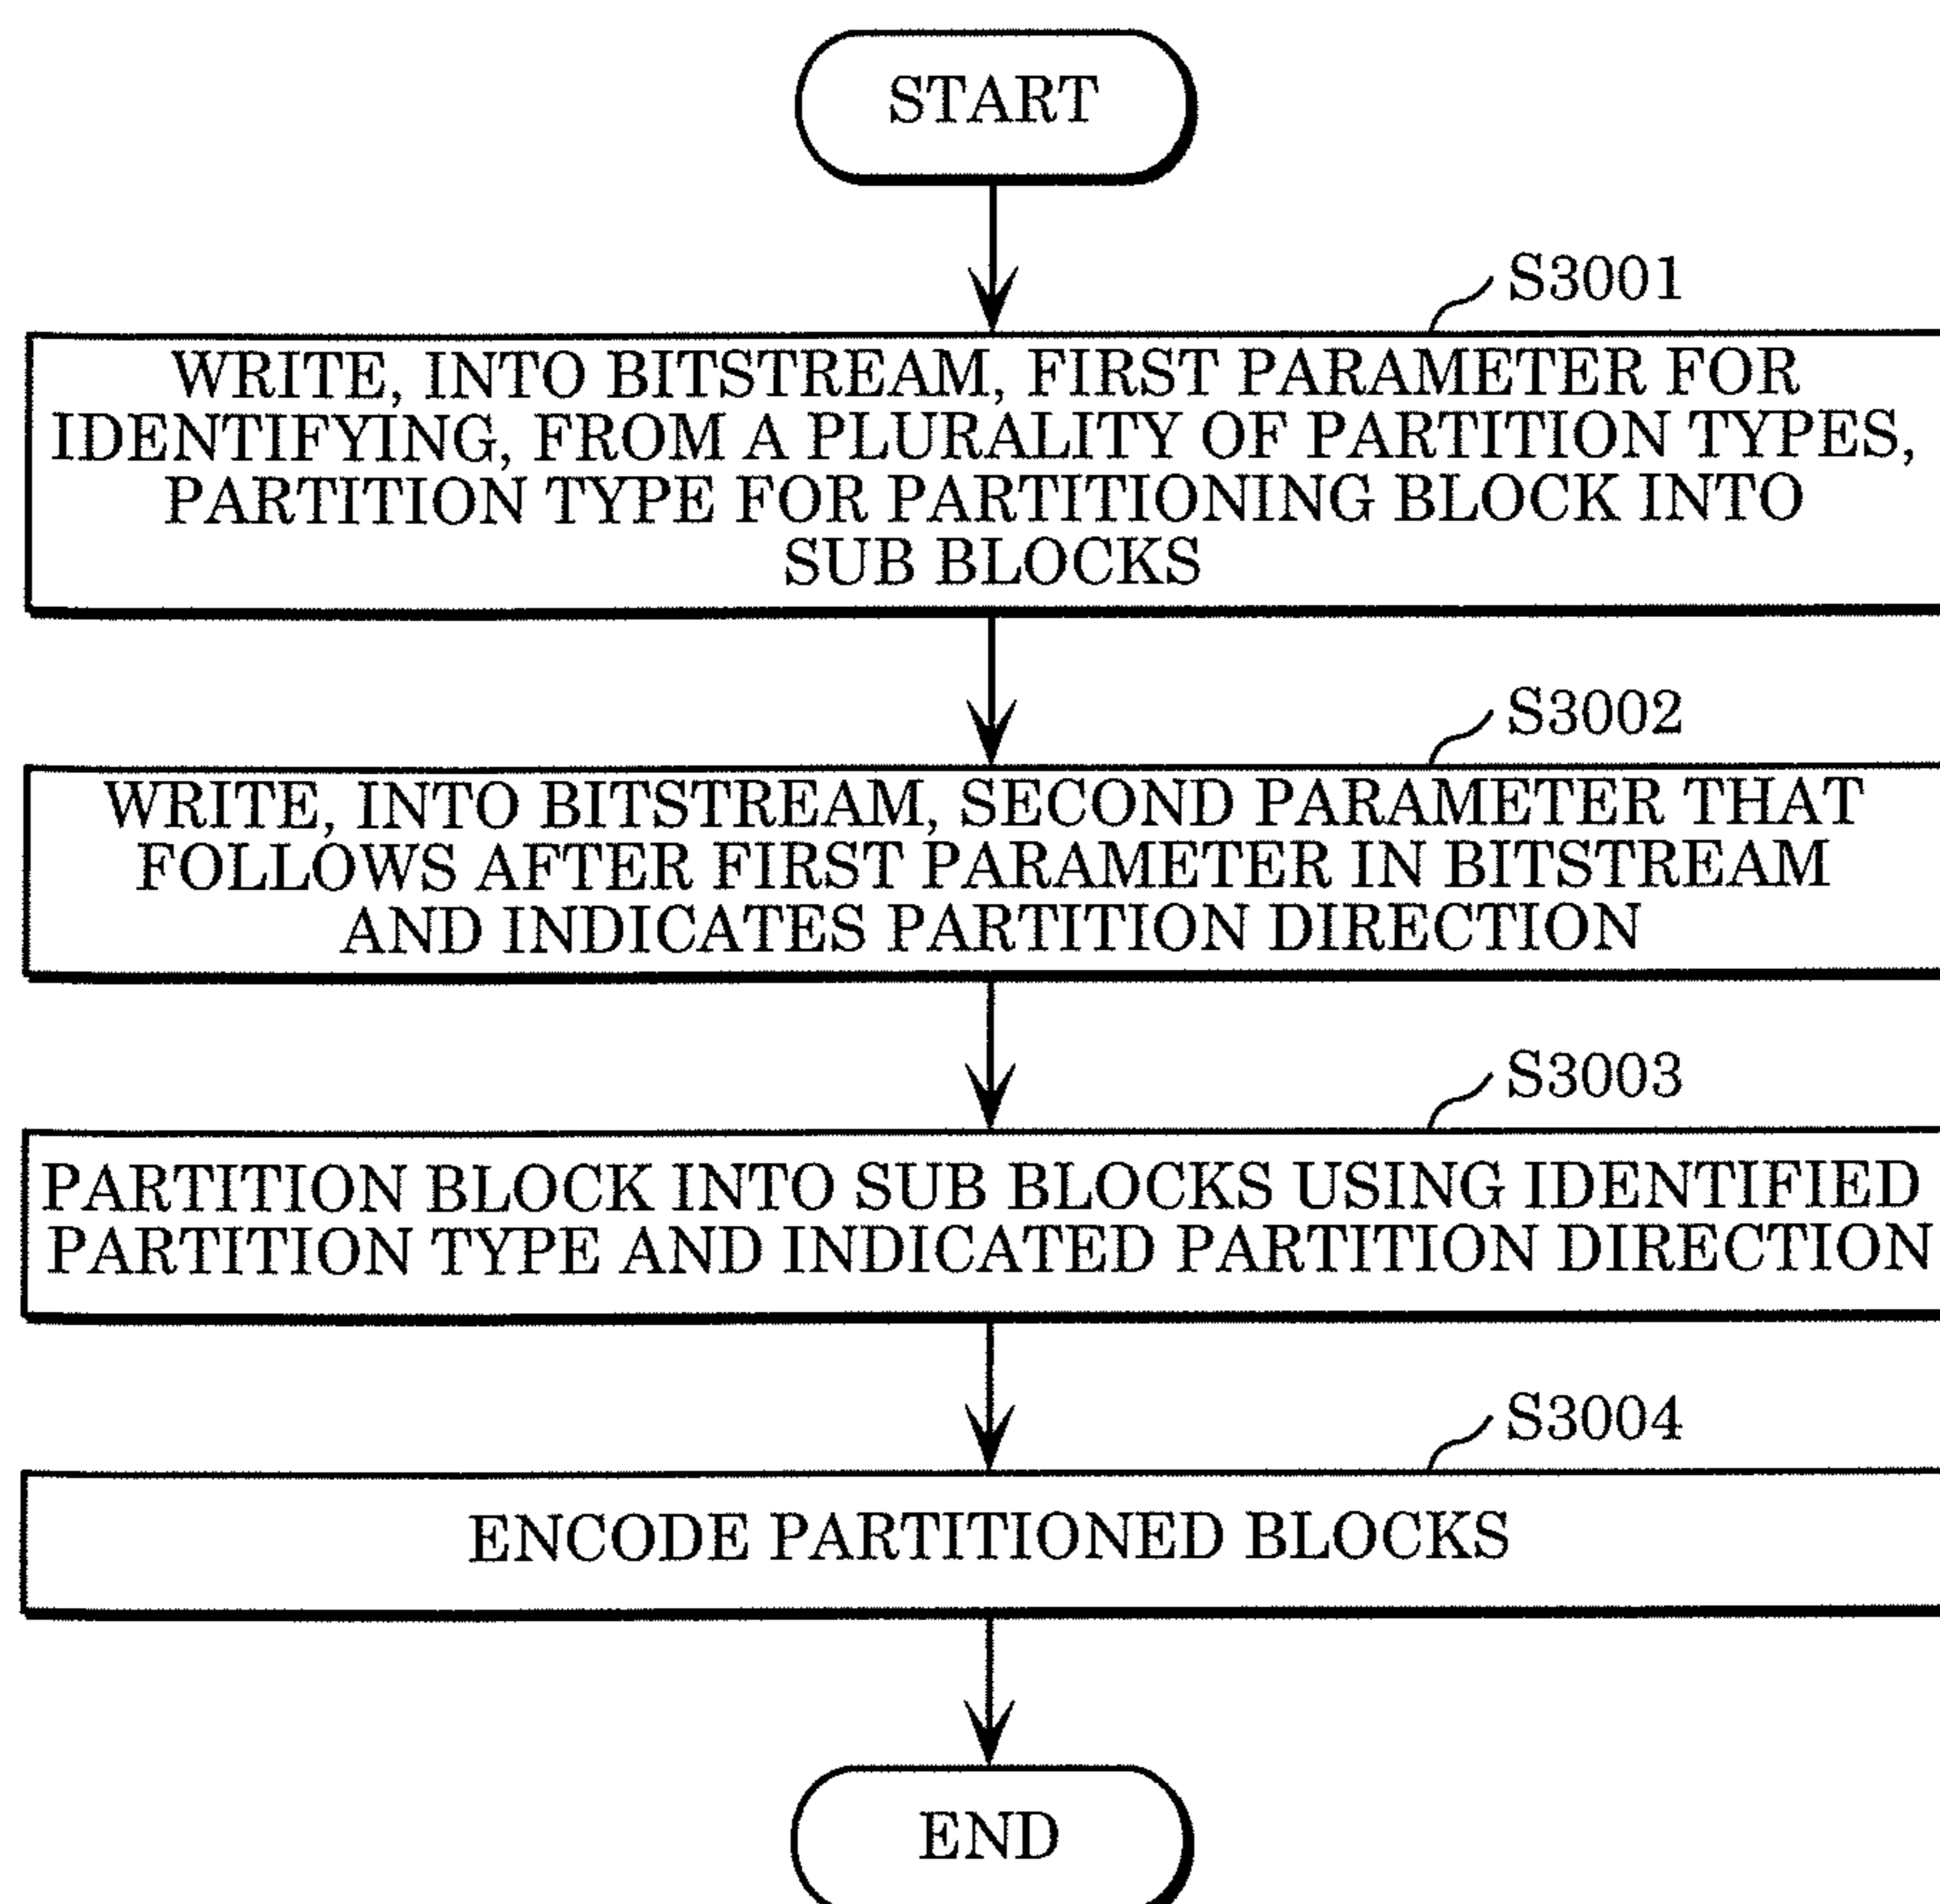 START
S3001
WRITE, INTO BITSTREAM, FIRST PARAMETER FOR
IDENTIFYING, FROM A PLURALITY OF PARTITION TYPES,
PARTITION TYPE FOR PARTITIONING BLOCK INTO
SUB BLOCKS
S3002
WRITE, INTO BITSTREAM, SECOND PARAMETER THAT
FOLLOWS AFTER FIRST PARAMETER IN BITSTREAM
AND INDICATES PARTITION DIRECTION
S3003
PARTITION BLOCK INTO SUB BLOCKS USING IDENTIFIED
PARTITION TYPE AND INDICATED PARTITION DIRECTION
S3004
ENCODE PARTITIONED BLOCKS
END